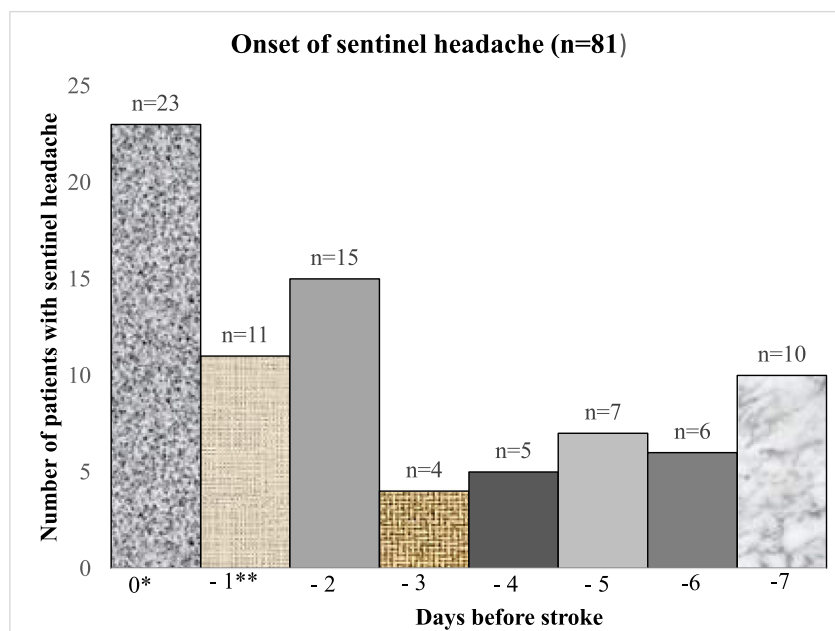 Onset of sentinel headache (n=81)
Number of patients with sentinel headache
25
20
15
10
5
0
n=23
n=11
n=15
n=4
n=5
n=7
n=6
n=10
0*
- 1**
- 2
- 3
- 4
- 5
-6
-7
Days before stroke